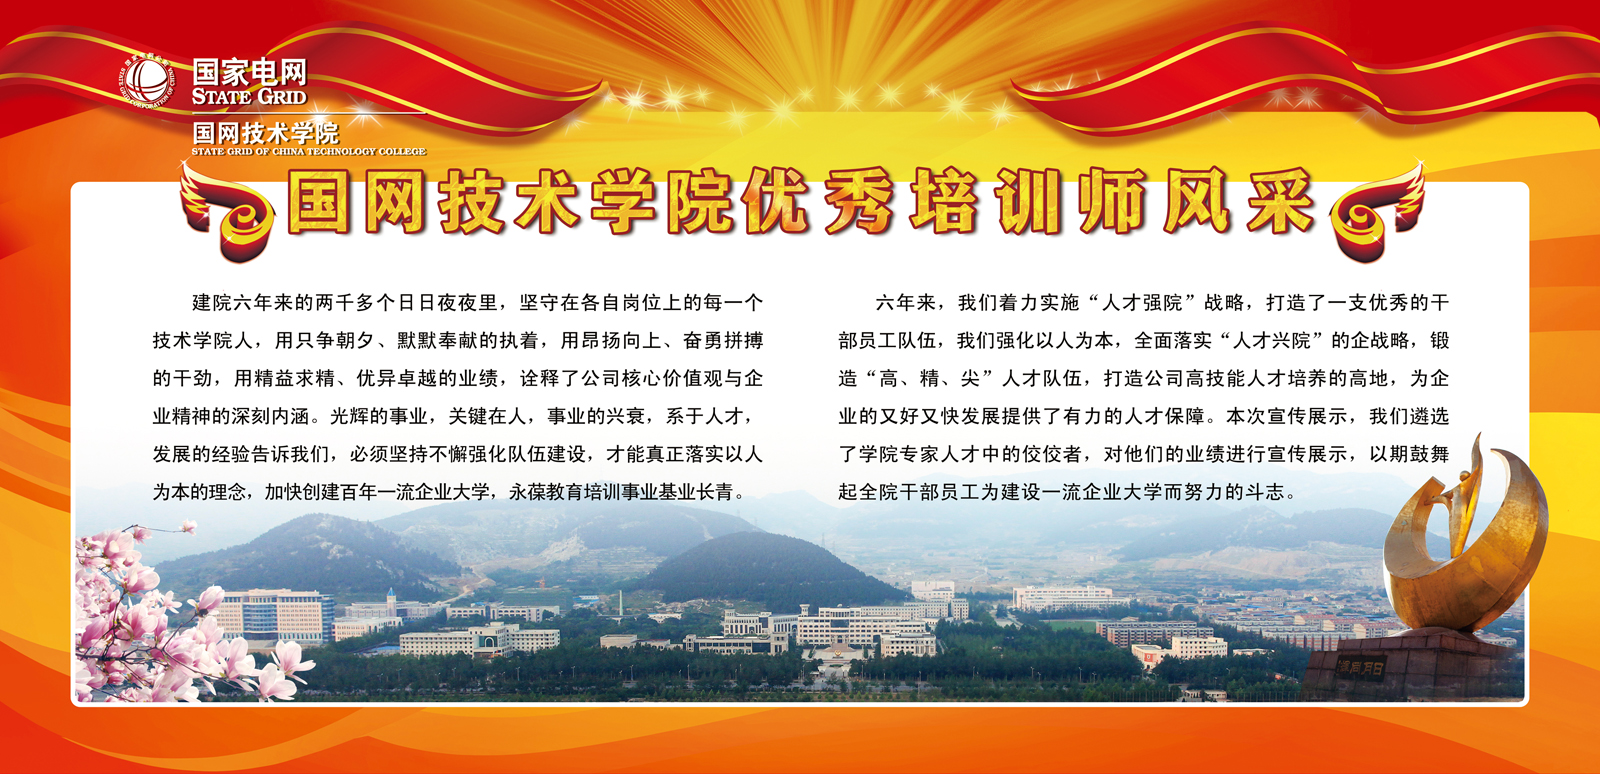 国家电网
STATE GRID
国网技术学院
STATE GRID OF CHINA TECHNOLOGY COLLEGE
国网技术学院优秀培训师风采
建院六年来的两千多个日日夜夜里，坚守在各自岗位上的每一个
技术学院人，用只争朝夕、默默奉献的执着，用昂扬向上、奋勇拼搏
的干劲，用精益求精、优异卓越的业绩，诠释了公司核心价值观与企
业精神的深刻内涵。光辉的事业，关键在人，事业的兴衰，系于人才，
发展的经验告诉我们，必须坚持不懈强化队伍建设，才能真正落实以人
为本的理念，加快创建百年一流企业大学，永葆教育培训事业基业长青。
六年来，我们着力实施“人才强院”战略，打造了一支优秀的干
部员工队伍，我们强化以人为本，全面落实“人才兴院”的企战略，锻
造“高、精、尖”人才队伍，打造公司高技能人才培养的高地，为企
业的又好又快发展提供了有力的人才保障。本次宣传展示，我们遴选
了学院专家人才中的佼佼者，对他们的业绩进行宣传展示，以期鼓舞
起全院干部员工为建设一流企业大学而努力的斗志。